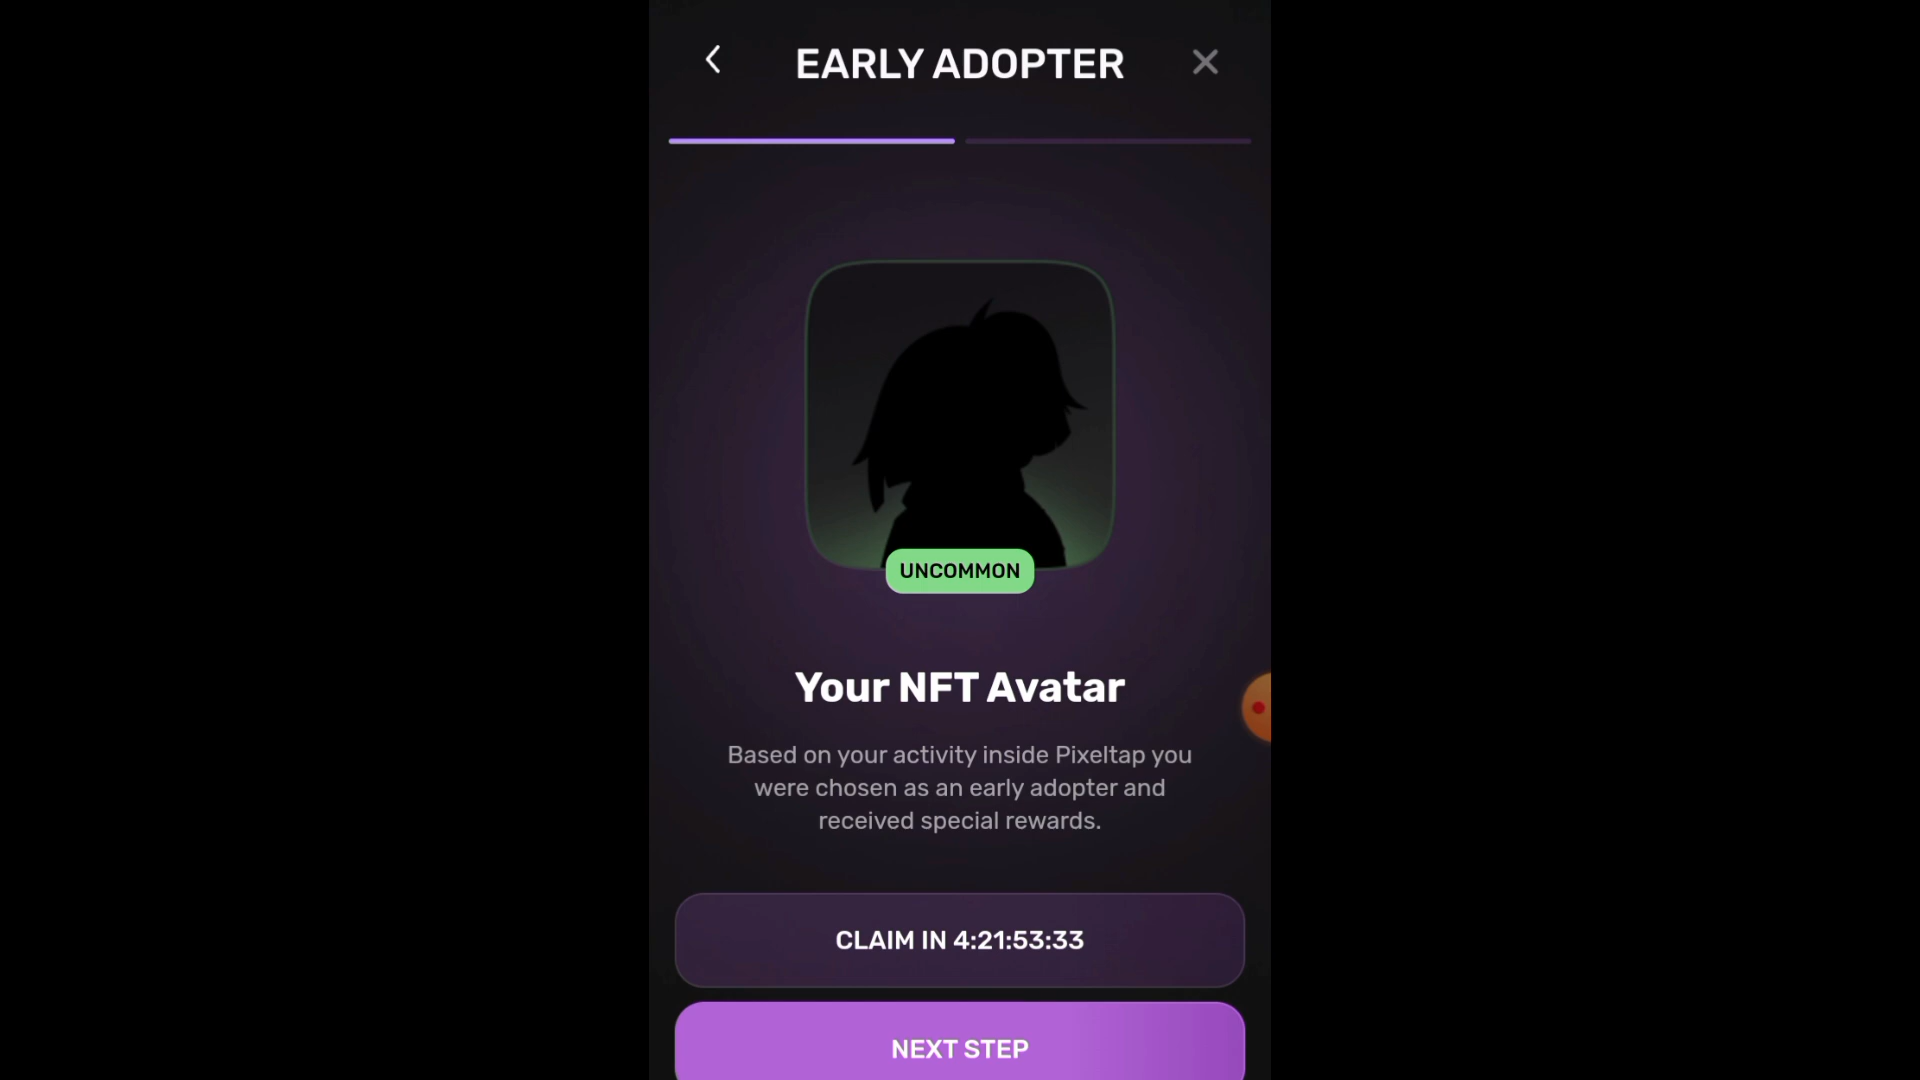 EARLY ADOPTER
UNCOMMON
Your NFT Avatar
Based on your activity inside Pixeltap you
were chosen as an early adopter and
received special rewards.
CLAIM IN 4:21:53:33
NEXT STEP